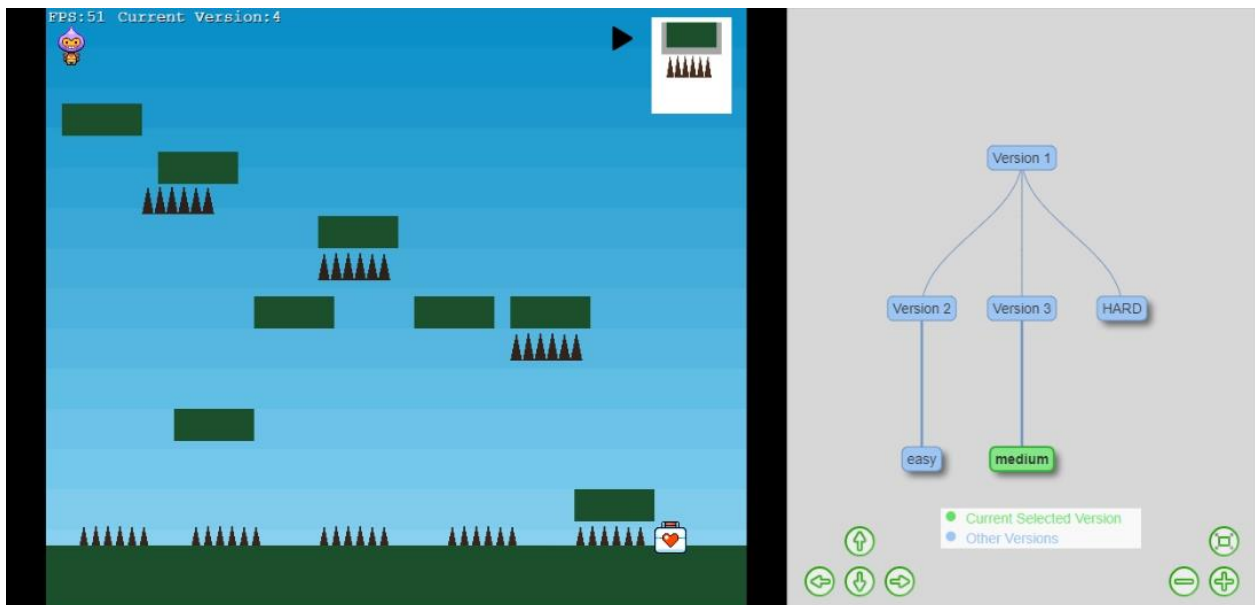 FPS:51 Current Version:4
Version 1
Version 2
Version 3
HARD
easy
medium
Current Selected Version
Other Versions